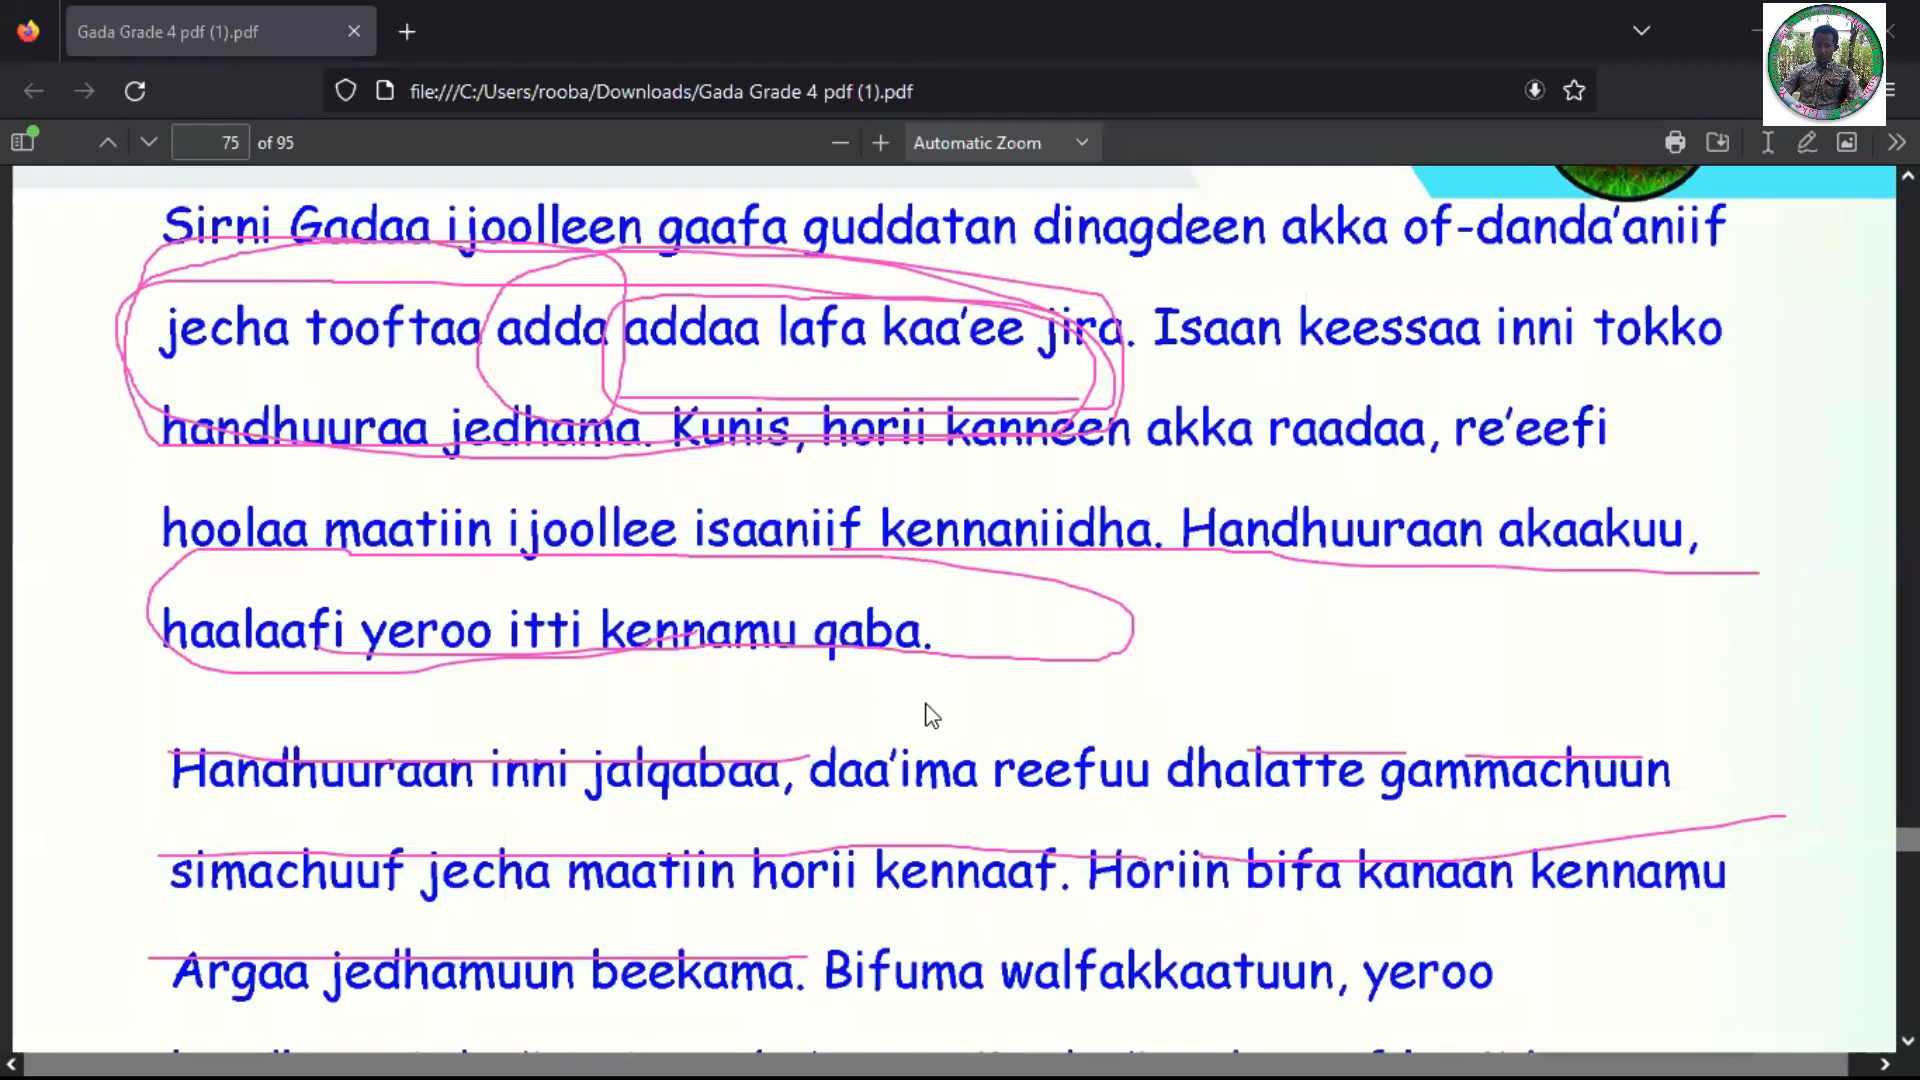 Gada Grade 4 pdf (1).pdf
file:///C:/Users/rooba/Downloads/Gada Grade 4 pdf (1).pdf
75 of 95
Automatic Zoom
Sirni Gadaa ijoolleen gaafa guddatan dinagdeen akka of-danda'aniif
jecha tooftaa adda addaa lafa kaa'ee jira. Isaan keessaa inni tokko
handhuuraa jedhama. Kunis, horii kanneen akka raadaa, re'eefi
hoolaa maatiin ijoollee isaaniif kennaniidha. Handhuuraan akaakuu,
haalaafi yeroo itti kennamu qaba.
Handhuuraan inni jalqabaa, daa'ima reefuu dhalatte gammachuun
simachuuf jecha maatiin horii kennaaf. Horiin bifa kanaan kennamu
Argaa jedhamuun beekama. Bifuma walfakkaatuun, yeroo